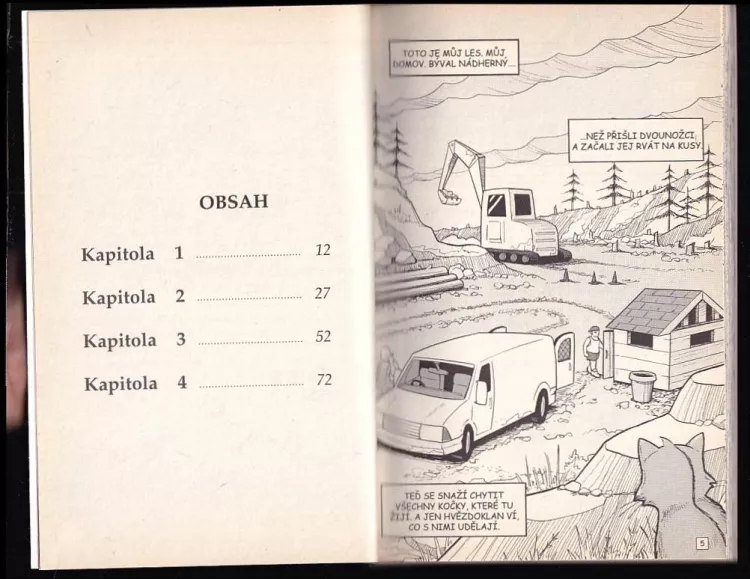 OBSAH
Kapitola 1 ........................ 12
Kapitola 2 ........................ 27
Kapitola 3 ........................ 52
Kapitola 4 ........................ 72
TOTO JE MŮJ LES. MŮJ
DOMOV. BÝVAL NÁDHERNÝ...
...NEŽ PŘIŠLI DVOUNOŽCI
A ZAČALI JEJ RVÁT NA KUSY.
TEĎ SE SNAŽÍ CHYTIT
VŠECHNY KOČKY, KTERÉ TU
ŽIJÍ. A JEN HVĚZDOKLAN VÍ,
CO S NIMI UDĚLAJÍ.
5